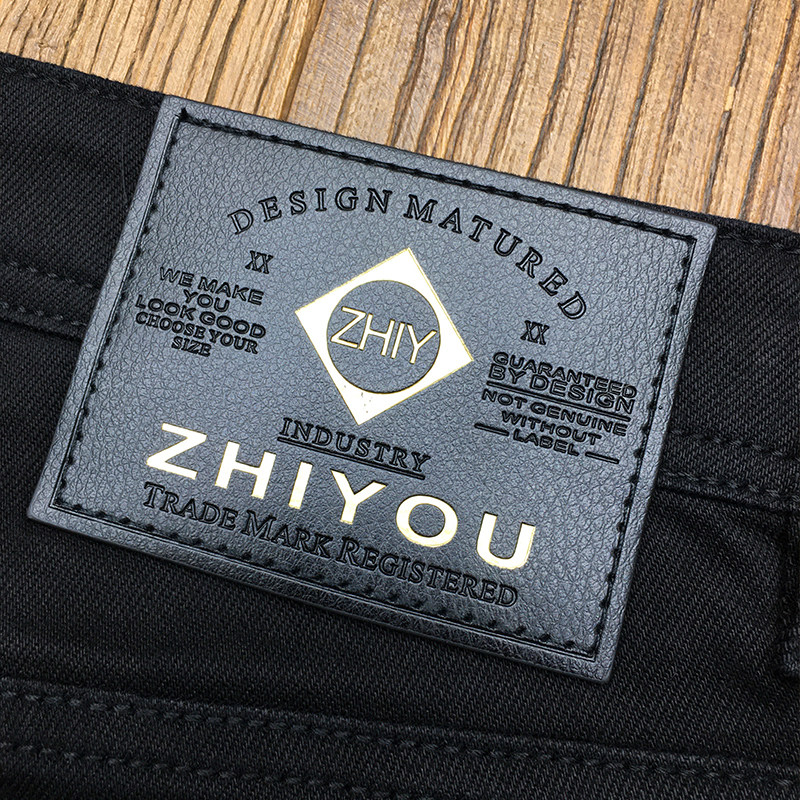 DESIGN MATURED
XX
WE MAKE
YOU
LOOK GOOD
CHOOSE YOUR
SIZE
ZHIY
XX
GUARANTEED
BY DESIGN
NOT GENUINE
WITHOUT
LABEL
INDUSTRY
ZHIYOU
TRADE MARK REGISTERED